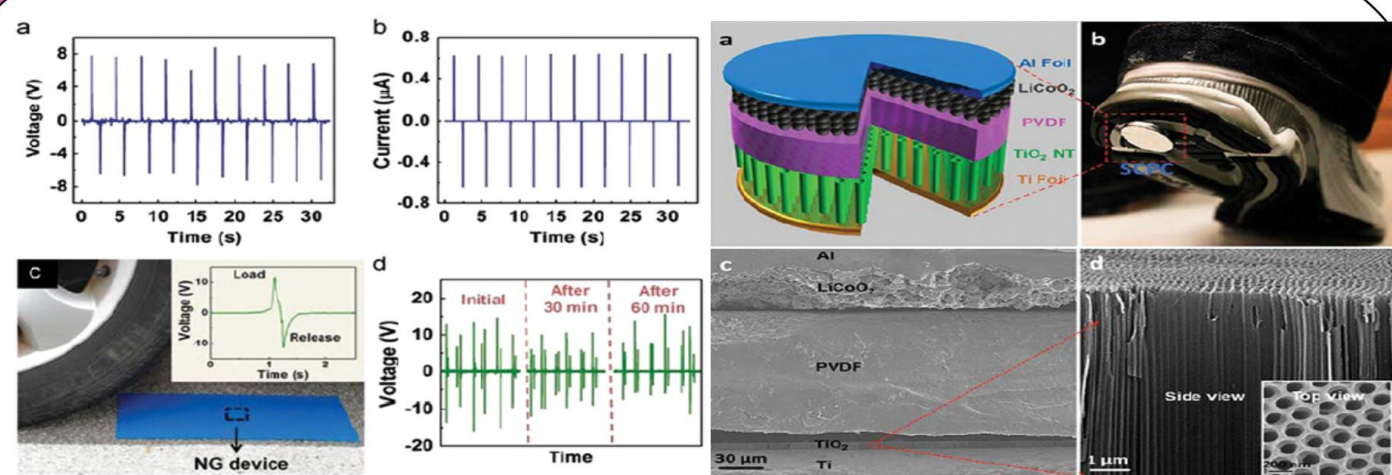 a
8
4
0
-4
-8
Voltage (V)
0 5 10 15 20 25 30
Time (s)
b
0.8
0.4
0.0
-0.4
-0.8
Current (μA)
0 5 10 15 20 25 30
Time (s)
c
Load
10
0
-10
Voltage (V)
Release
0 1 2
Time (s)
NG device
d
20
10
0
-10
-20
Voltage (V)
Initial
After
30 min
After
60 min
Time
a
Al Foil
LiCoO₂
PVDF
TiO₂ NT
Ti Foil
b
SCPC
c
Al
LiCoO₂
PVDF
TiO₂
Ti
30 μm
d
Side view
Top view
1 μm